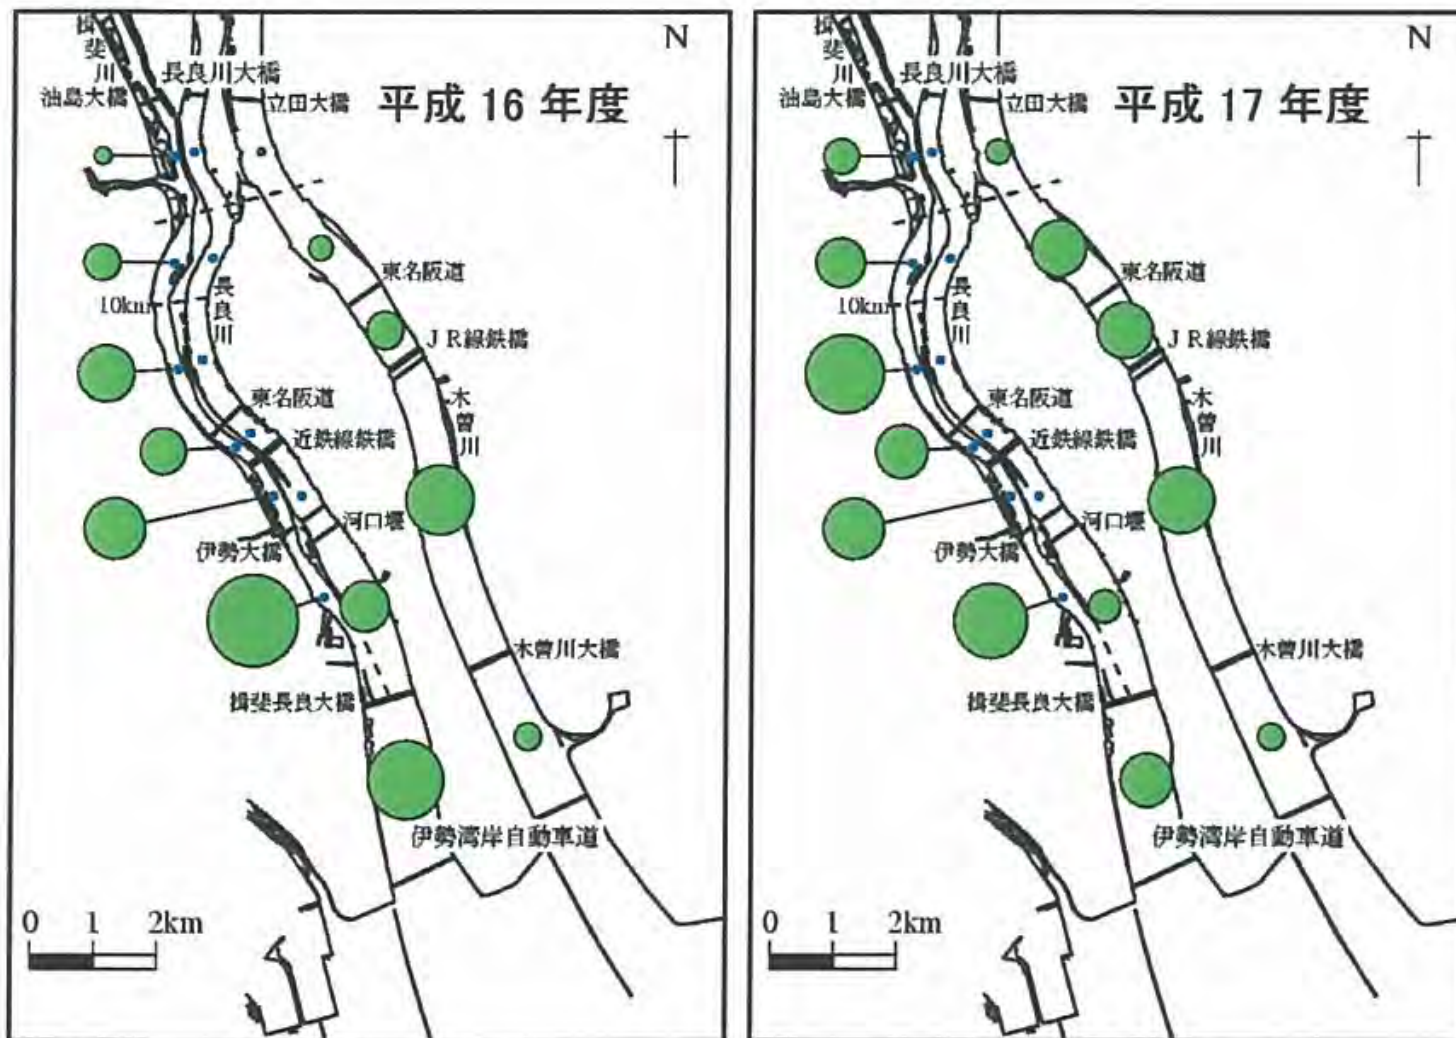 揖斐川
N
長良川大橋
油島大橋
立田大橋
平成 16 年度
東名阪道
10km
長良川
JR線鉄橋
東名阪道
木曽川
近鉄線鉄橋
河口堰
伊勢大橋
木曽川大橋
揖斐長良大橋
伊勢湾岸自動車道
0 1 2km
揖斐川
N
長良川大橋
油島大橋
立田大橋
平成 17 年度
東名阪道
10km
長良川
JR線鉄橋
東名阪道
木曽川
近鉄線鉄橋
河口堰
伊勢大橋
木曽川大橋
揖斐長良大橋
伊勢湾岸自動車道
0 1 2km